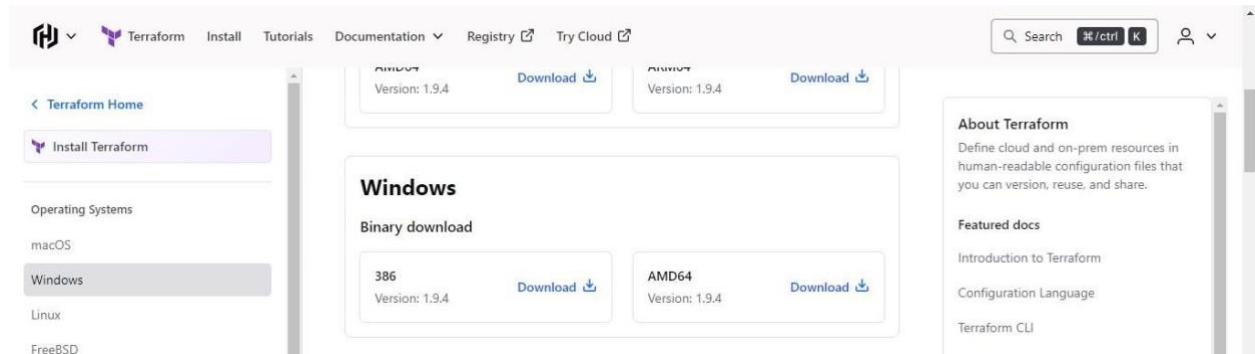 Terraform Install Tutorials Documentation Registry Try Cloud Search ⌘/ctrl K
< Terraform Home
Install Terraform
Operating Systems
macOS
Windows
Linux
FreeBSD
AMD64 Download
Version: 1.9.4
ARM64 Download
Version: 1.9.4
Windows
Binary download
386 Download
Version: 1.9.4
AMD64 Download
Version: 1.9.4
About Terraform
Define cloud and on-prem resources in
human-readable configuration files that
you can version, reuse, and share.
Featured docs
Introduction to Terraform
Configuration Language
Terraform CLI